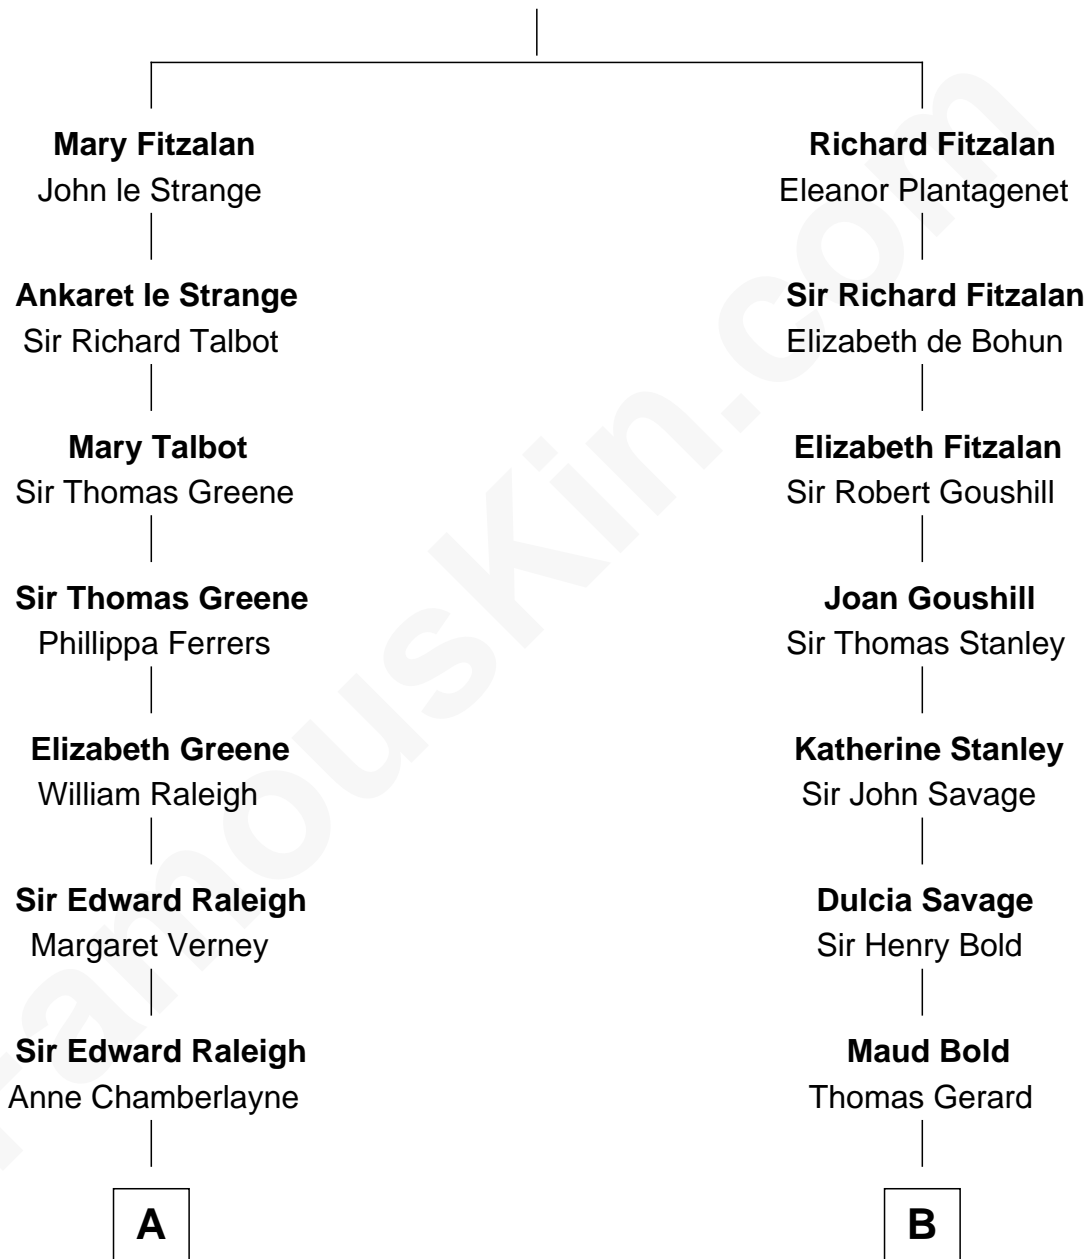 Mary Fitzalan
John le Strange
Richard Fitzalan
Eleanor Plantagenet
Ankaret le Strange
Sir Richard Talbot
Sir Richard Fitzalan
Elizabeth de Bohun
Mary Talbot
Sir Thomas Greene
Elizabeth Fitzalan
Sir Robert Goushill
Sir Thomas Greene
Phillippa Ferrers
Joan Goushill
Sir Thomas Stanley
Elizabeth Greene
William Raleigh
Katherine Stanley
Sir John Savage
Sir Edward Raleigh
Margaret Verney
Dulcia Savage
Sir Henry Bold
Sir Edward Raleigh
Anne Chamberlayne
Maud Bold
Thomas Gerard
A
B
FamousKin.com